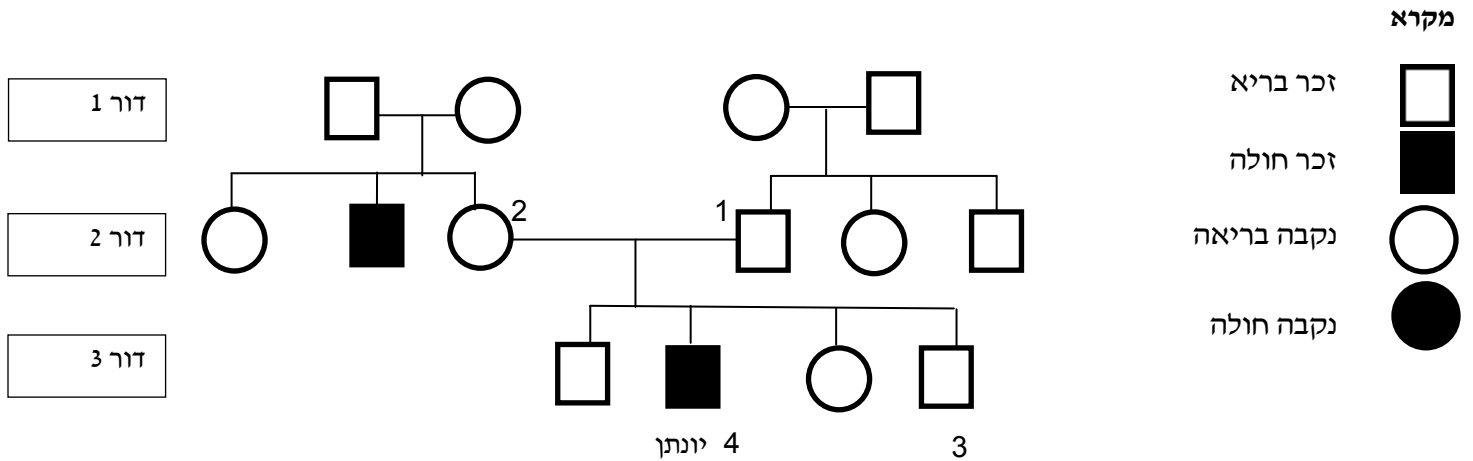 מקרא
זכר בריא
זכר חולה
נקבה בריאה
נקבה חולה
דור 1
דור 2
2
1
דור 3
4 יונתן
3